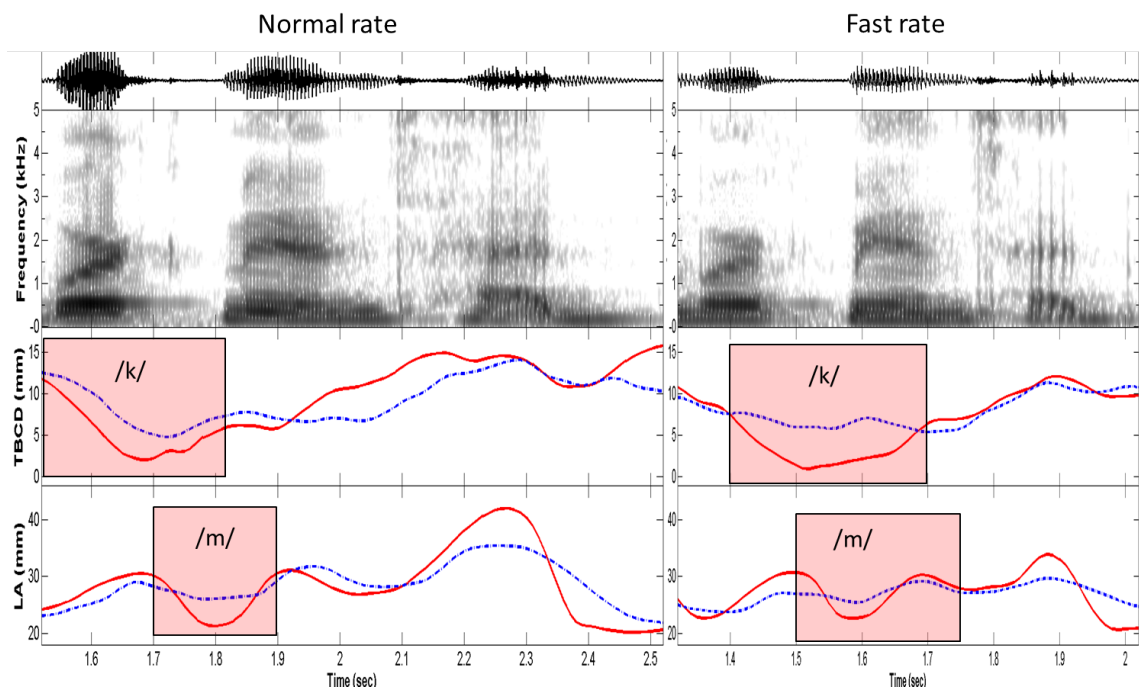 Normal rate
Fast rate
Frequency (kHz)
5
4
3
2
1
-0
5
4
3
2
1
-0
TBCD (mm)
15
10
5
0
/k/
15
10
5
0
/k/
LA (mm)
40
30
20
/m/
40
30
20
/m/
1.6 1.7 1.8 1.9 2 2.1 2.2 2.3 2.4 2.5
1.4 1.5 1.6 1.7 1.8 1.9 2
Time (sec)
Time (sec)